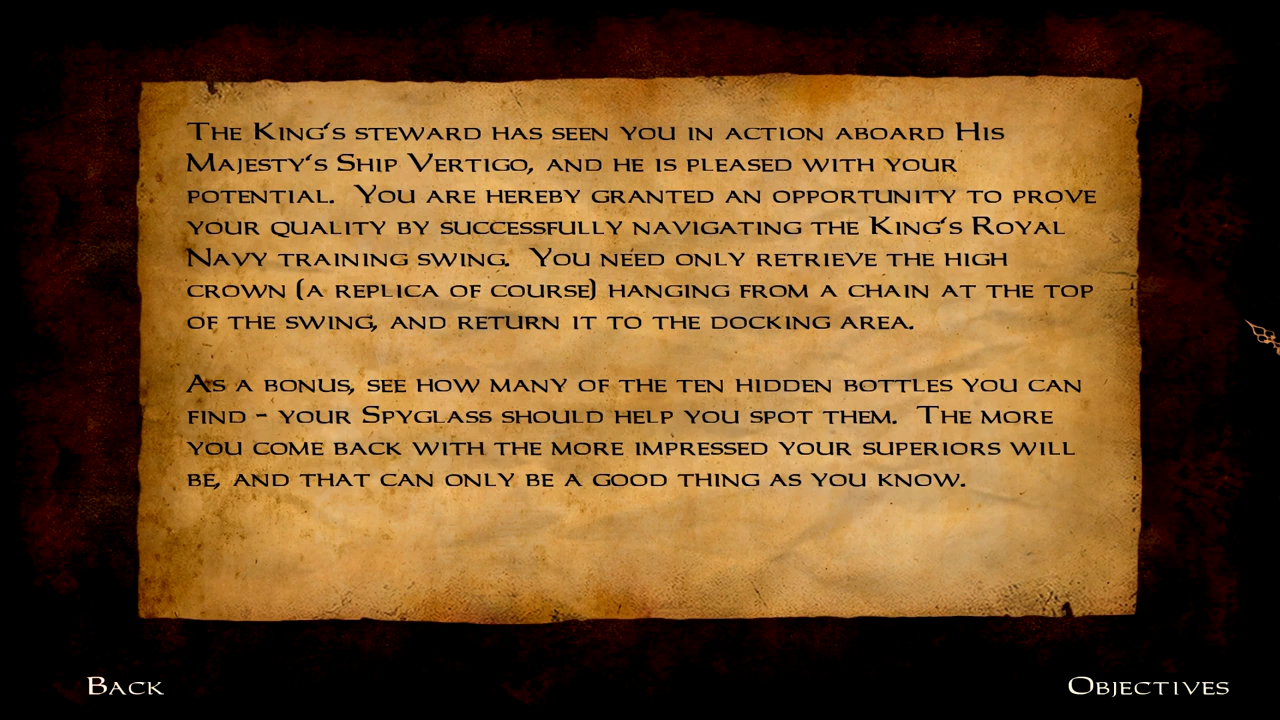 The King's steward has seen you in action aboard His
Majesty's Ship Vertigo, and he is pleased with your
potential. You are hereby granted an opportunity to prove
your quality by successfully navigating the King's Royal
Navy training swing. You need only retrieve the high
crown (a replica of course) hanging from a chain at the top
of the swing, and return it to the docking area.
As a bonus, see how many of the ten hidden bottles you can
find - your Spyglass should help you spot them. The more
you come back with the more impressed your superiors will
be, and that can only be a good thing as you know.
Back
Objectives